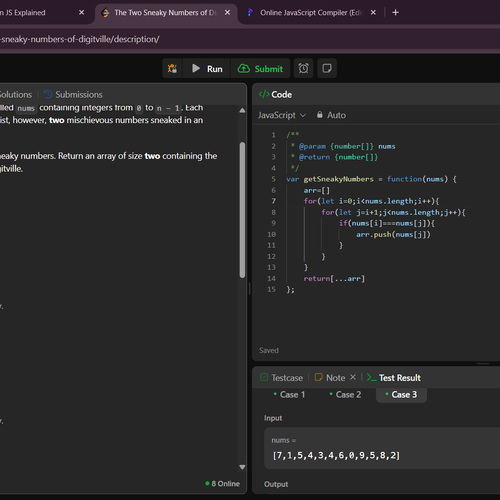 n JS Explained
The Two Sneaky Numbers of Di
Online JavaScript Compiler (Edi
-sneaky-numbers-of-digitville/description/
Run
Submit
Solutions
Submissions
lled nums containing integers from 0 to n - 1. Each
ist, however, two mischievous numbers sneaked in an
neaky numbers. Return an array of size two containing the
gitville.
y.
y.
8 Online
</> Code
JavaScript
Auto
1 /**
2 * @param {number[]} nums
3 * @return {number[]}
4 */
5 var getSneakyNumbers = function(nums) {
6 arr=[]
7 for(let i=0;i<nums.length;i++){
8 for(let j=i+1;j<nums.length;j++){
9 if(nums[i]===nums[j]){
10 arr.push(nums[j])
11 }
12 }
13 }
14 return[...arr]
15 };
Saved
Testcase
Note
Test Result
Case 1
Case 2
Case 3
Input
nums =
[7,1,5,4,3,4,6,0,9,5,8,2]
Output